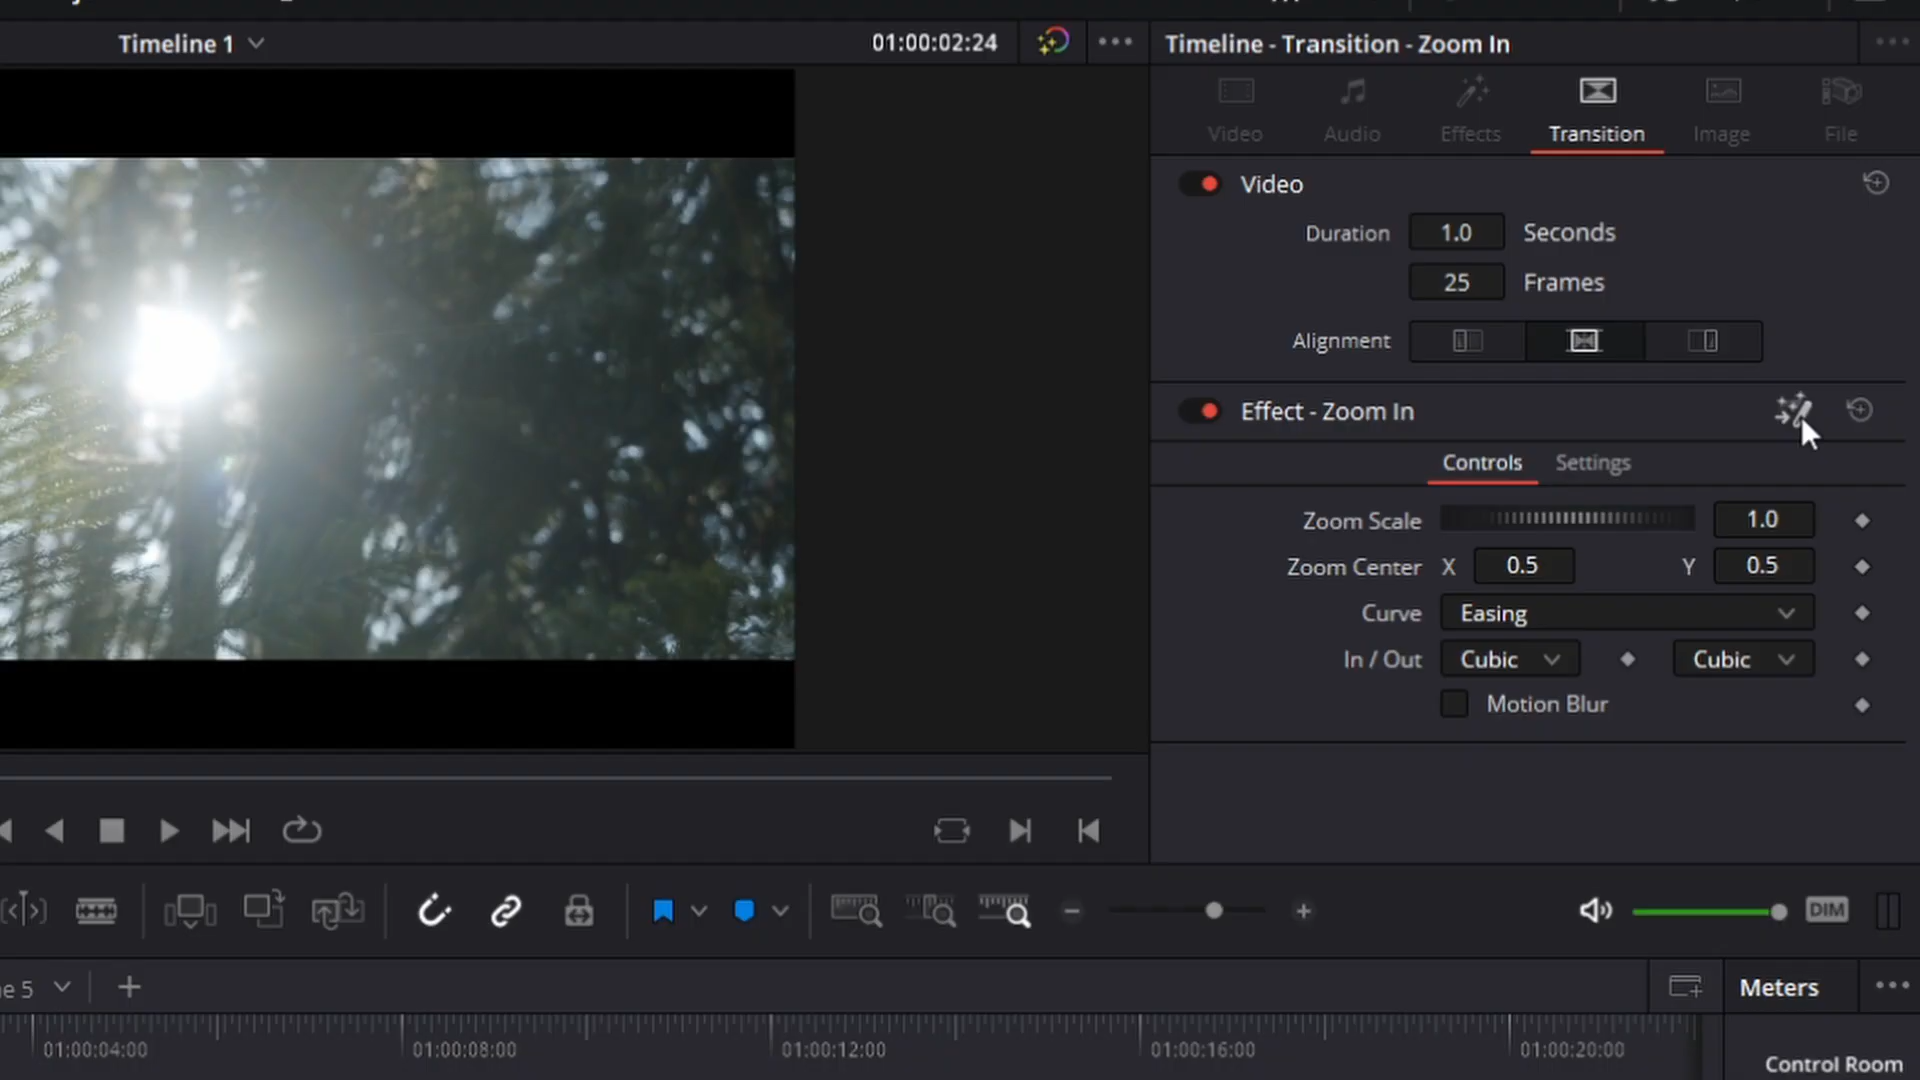 Timeline 1
01:00:02:24
Timeline - Transition - Zoom In
Video
Audio
Effects
Transition
Image
File
Video
Duration 1.0 Seconds
25 Frames
Alignment
Effect - Zoom In
Controls Settings
Zoom Scale 1.0
Zoom Center X 0.5 Y 0.5
Curve Easing
In / Out Cubic Cubic
Motion Blur
DIM
e 5
Meters
01:00:04:00 01:00:08:00 01:00:12:00 01:00:16:00 01:00:20:00
Control Room